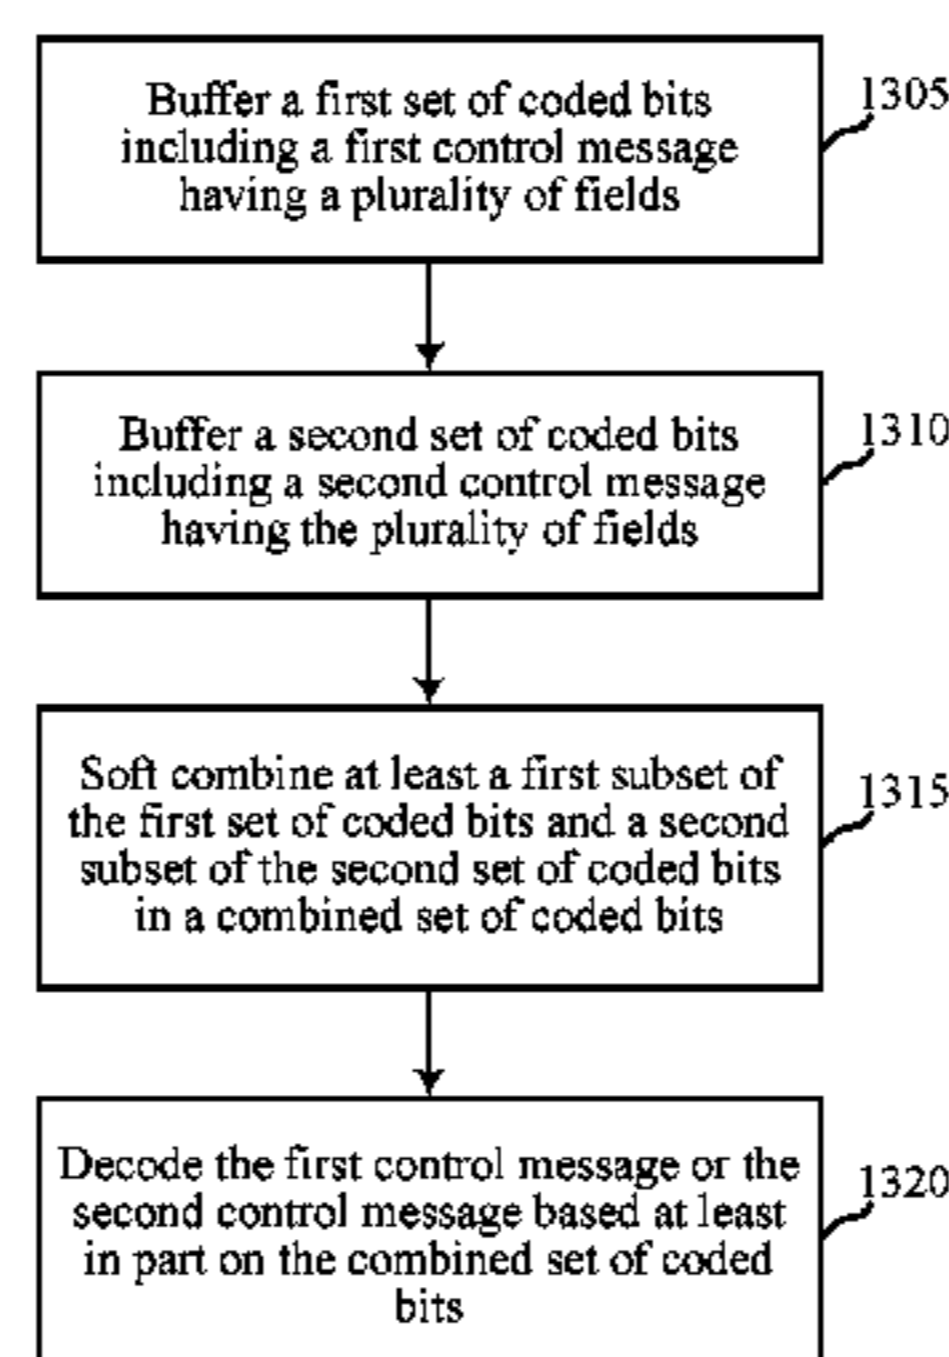 Buffer a first set of coded bits
including a first control message
having a plurality of fields
1305
Buffer a second set of coded bits
including a second control message
having the plurality of fields
1310
Soft combine at least a first subset of
the first set of coded bits and a second
subset of the second set of coded bits
in a combined set of coded bits
1315
Decode the first control message or the
second control message based at least
in part on the combined set of coded
bits
1320